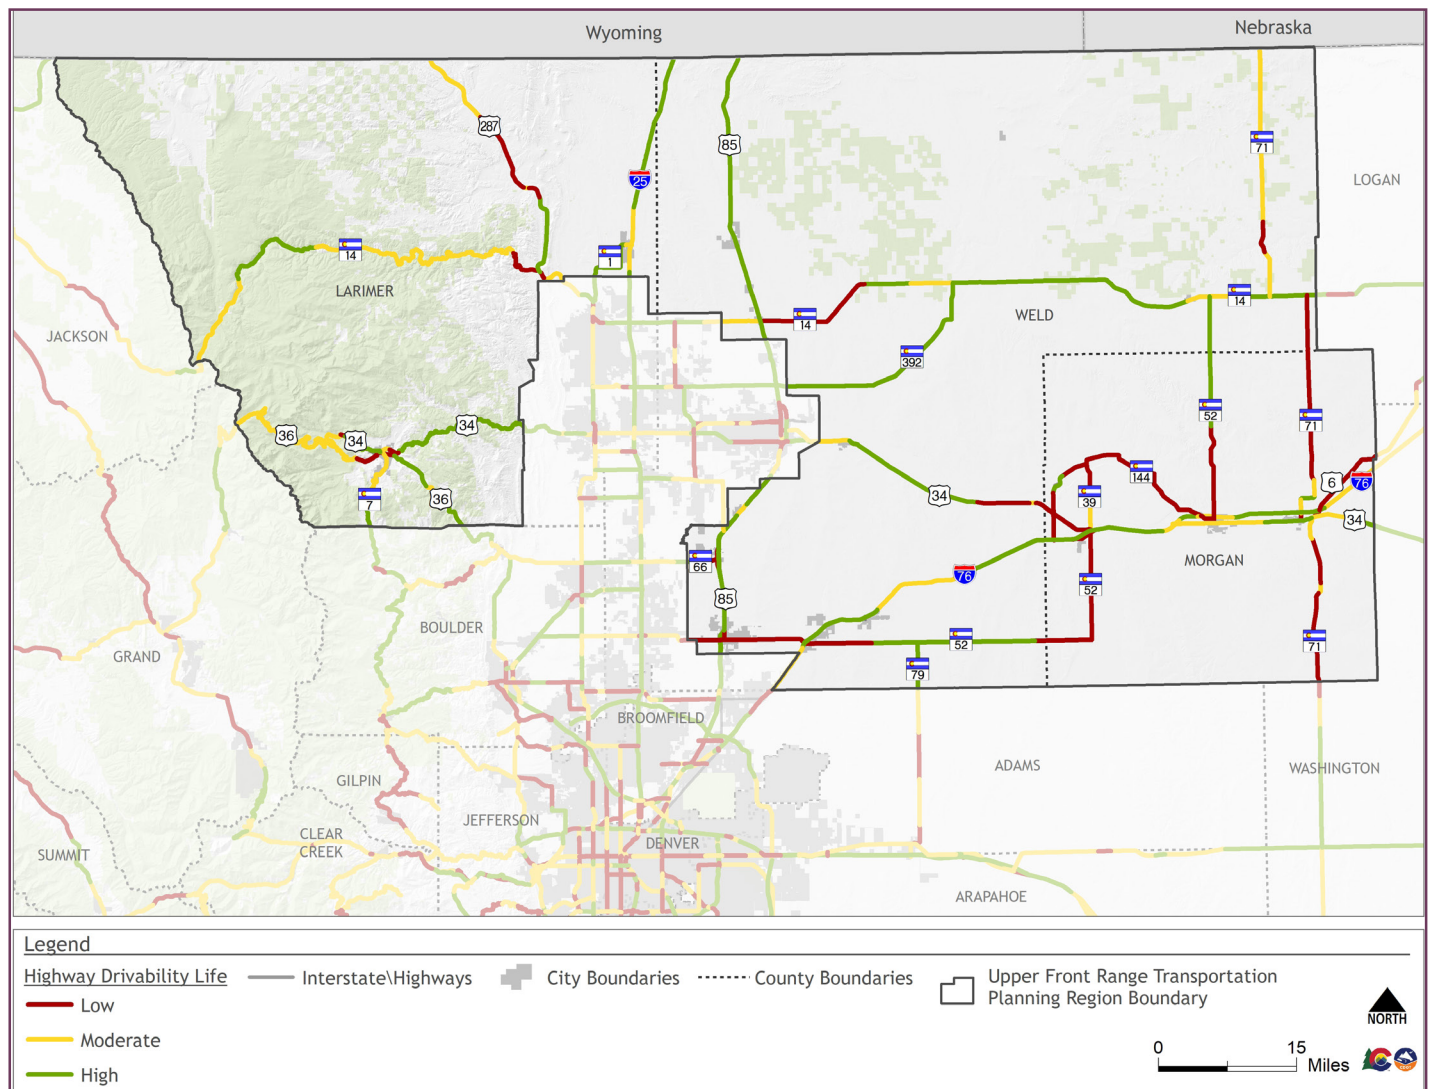 Wyoming
Nebraska
287
85
71
25
LOGAN
14
1
LARIMER
14
WELD
14
JACKSON
392
52
71
36
34
34
144
6
76
7
36
34
39
34
66
76
MORGAN
85
52
BOULDER
52
71
GRAND
79
BROOMFIELD
ADAMS
WASHINGTON
GILPIN
JEFFERSON
CLEAR
CREEK
DENVER
SUMMIT
ARAPAHOE
Legend
Highway Drivability Life
Low
Moderate
High
Interstate\Highways
City Boundaries
County Boundaries
Upper Front Range Transportation
Planning Region Boundary
NORTH
0 15
Miles